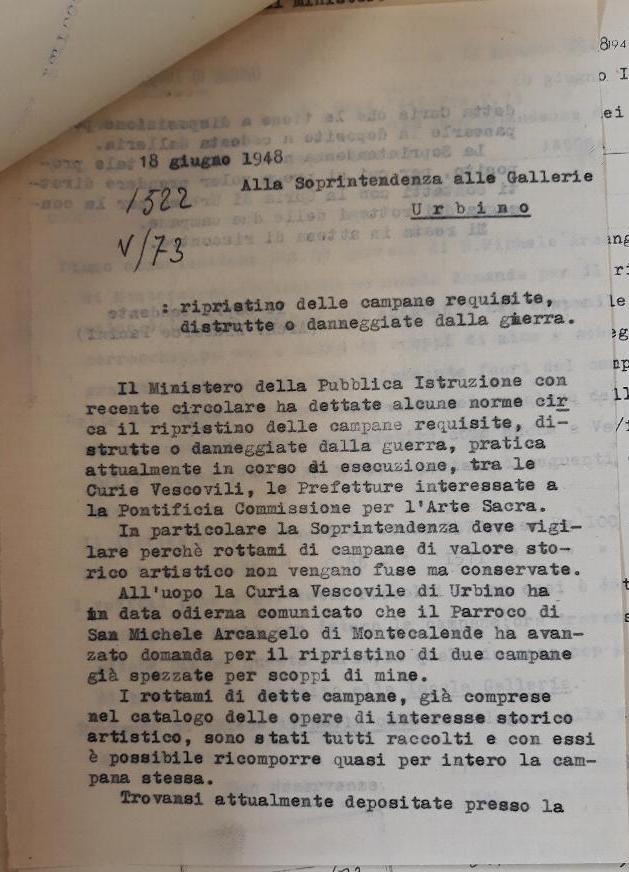 18 giugno 1948
Alla Soprintendenza alle Gallerie
1522
Urbino
V/73
: ripristino delle campane requisite,
distrutte o danneggiate dalla guerra.
Il Ministero della Pubblica Istruzione con
recente circolare ha dettate alcune norme cir
ca il ripristino delle campane requisite, di-
strutte o danneggiate dalla guerra, pratica
attualmente in corso di esecuzione, tra le
Curie Vescovili, le Prefetture interessate a
la Pontificia Commissione per l'Arte Sacra.
In particolare la Soprintendenza deve vigi-
lare perchè rottami di campane di valore sto-
rico artistico non vengano fuse ma conservate.
All'uopo la Curia Vescovile di Urbino ha
in data odierna comunicato che il Parroco di
San Michele Arcangelo di Montecalende ha avan-
zato domanda per il ripristino di due campane
già spezzate per scoppi di mine.
I rottami di dette campane, già comprese
nel catalogo delle opere di interesse storico
artistico, sono stati tutti raccolti e con essi
è possibile ricomporre quasi per intero la cam-
pana stessa.
Trovansi attualmente depositate presso la